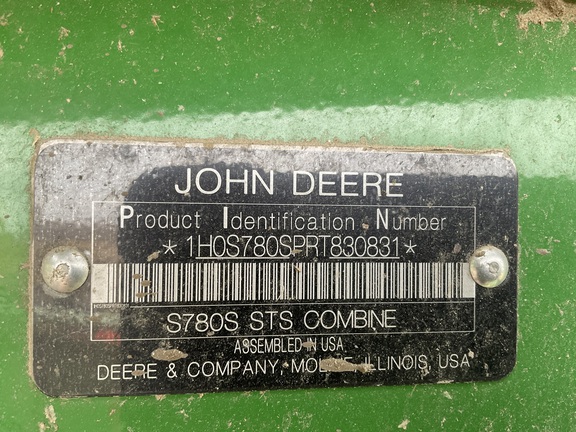 JOHN DEERE
Product Identification Number
*1H0S780SPRT830831*
S780S STS COMBINE
ASSEMBLED IN USA
DEERE & COMPANY, MOLINE, ILLINOIS, USA